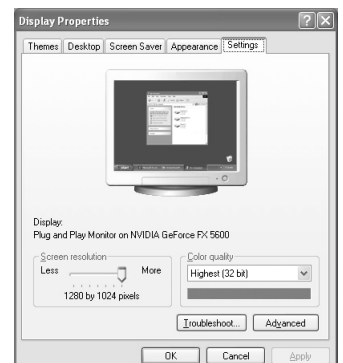 Display Properties
Themes Desktop Screen Saver Appearance Settings
Display:
Plug and Play Monitor on NVIDIA GeForce FX 5600
Screen resolution
Less More
1280 by 1024 pixels
Color quality
Highest (32 bit)
Troubleshoot... Advanced
OK Cancel Apply